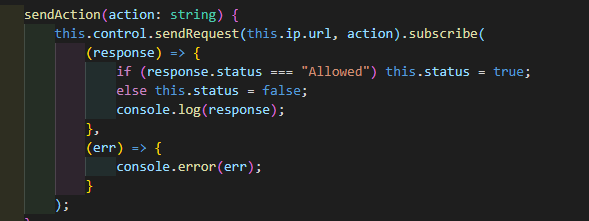 sendAction(action: string) {
this.control.sendRequest(this.ip.url, action).subscribe(
(response) => {
if (response.status === "Allowed") this.status = true;
else this.status = false;
console.log(response);
},
(err) => {
console.error(err);
}
);